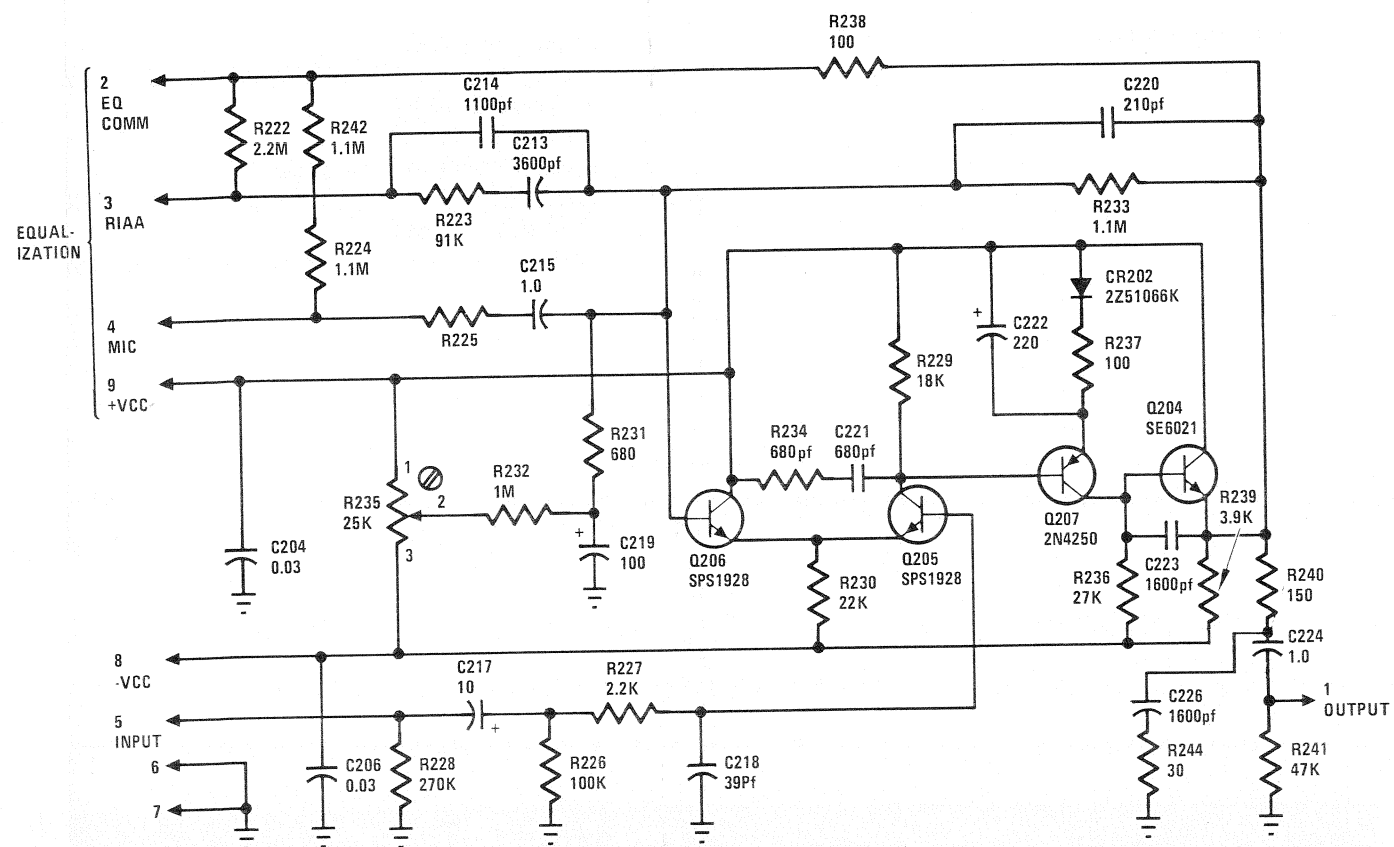 R238
100
2
EQ
COMM
C214
1100pf
C220
210pf
R222
2.2M
R242
1.1M
C213
3600pf
3
RIAA
R223
91K
R233
1.1M
EQUAL-
IZATION
R224
1.1M
C215
1.0
CR202
2Z51066K
4
MIC
R225
+
C222
220
R237
100
9
+VCC
R229
18K
Q204
SE6021
R231
680
R234
680pf
C221
680pf
1
R232
1M
R235
25K
2
R239
3.9K
Q207
2N4250
3
+
C219
100
C204
0.03
Q206
SPS1928
Q205
SPS1928
R230
22K
R236
27K
C223
1600pf
R240
150
8
-VCC
C217
10
R227
2.2K
C224
1.0
5
INPUT
+
C226
1600pf
1
OUTPUT
6
C206
0.03
R228
270K
R226
100K
C218
39Pf
R244
30
R241
47K
7